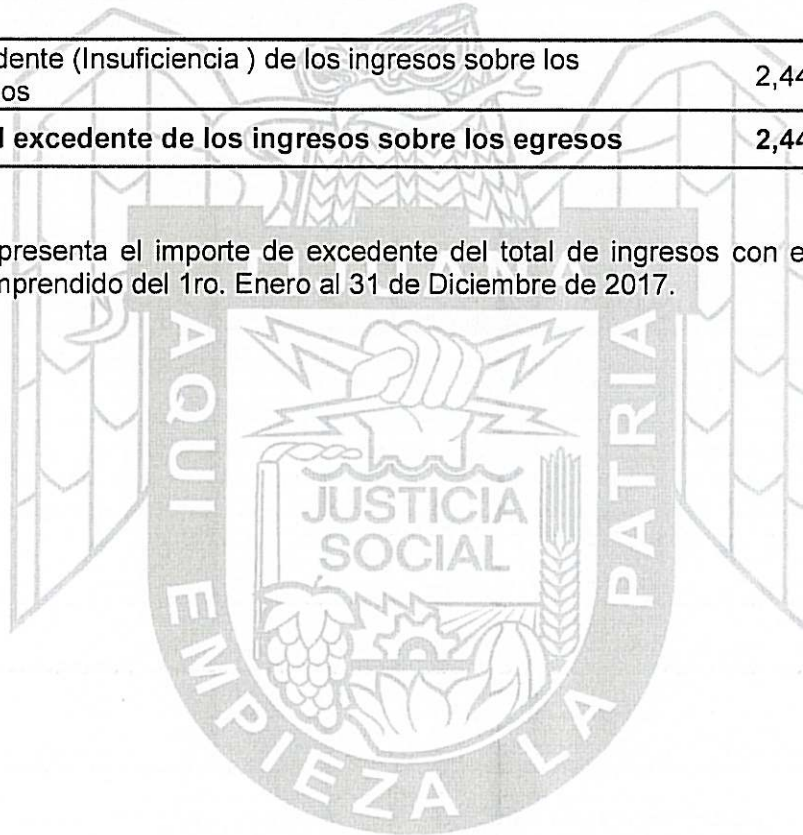 dente (Insuficiencia ) de los ingresos sobre los
os
2,44
l excedente de los ingresos sobre los egresos
2,44
presenta el importe de excedente del total de ingresos con e
mprendido del 1ro. Enero al 31 de Diciembre de 2017.
TIJUANA
AQUI EMPIEZA LA PATRIA
JUSTICIA
SOCIAL